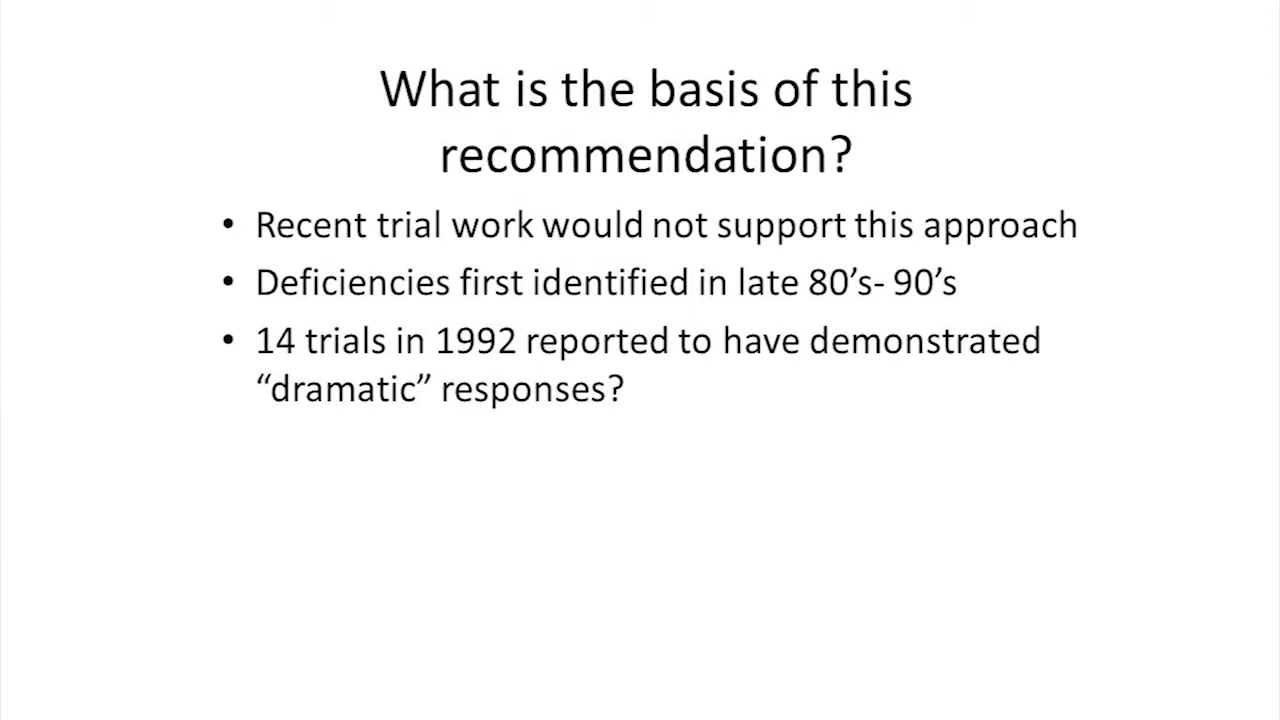 What is the basis of this
recommendation?
• Recent trial work would not support this approach
• Deficiencies first identified in late 80’s- 90’s
• 14 trials in 1992 reported to have demonstrated
“dramatic” responses?